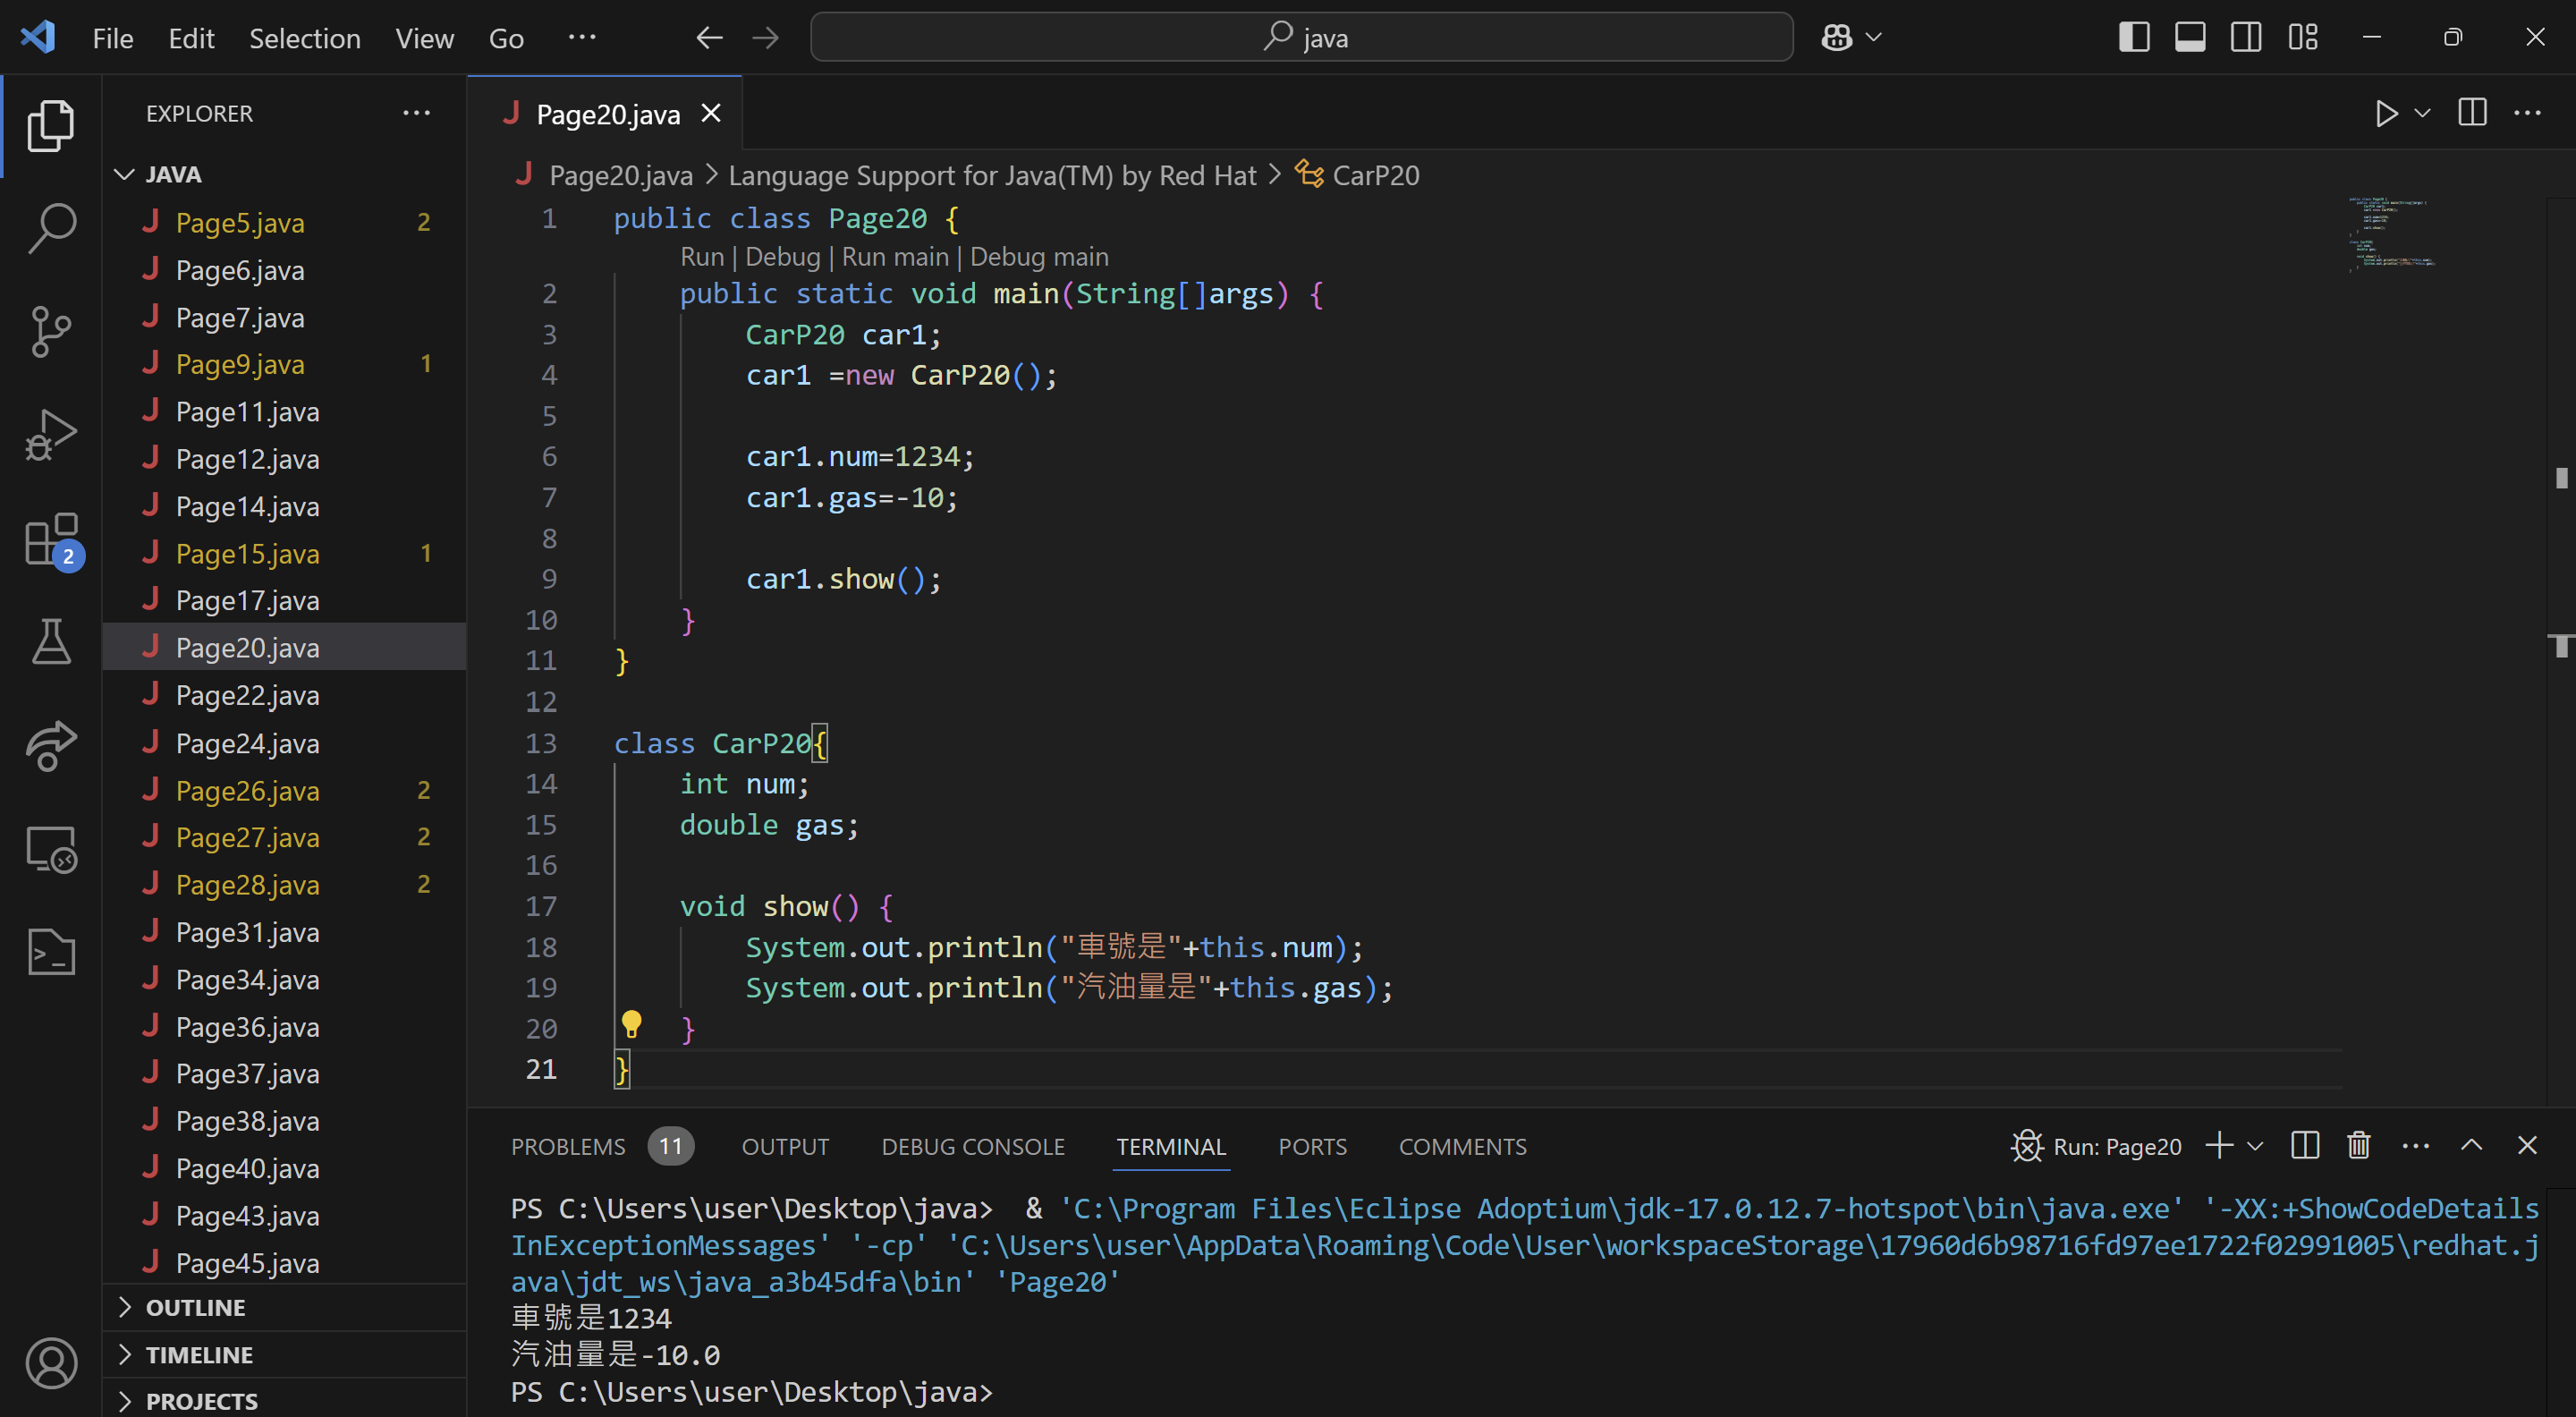 File Edit Selection View Go ··· java
EXPLORER ···
JAVA
Page5.java 2
Page6.java
Page7.java
Page9.java 1
Page11.java
Page12.java
Page14.java
Page15.java 1
Page17.java
Page20.java
Page22.java
Page24.java
Page26.java 2
Page27.java 2
Page28.java 2
Page31.java
Page34.java
Page36.java
Page37.java
Page38.java
Page40.java
Page43.java
Page45.java
OUTLINE
TIMELINE
PROJECTS
2
J Page20.java
J Page20.java > Language Support for Java(TM) by Red Hat > CarP20
1 public class Page20 {
Run | Debug | Run main | Debug main
2 public static void main(String[]args) {
3 CarP20 car1;
4 car1 =new CarP20();
5
6 car1.num=1234;
7 car1.gas=-10;
8
9 car1.show();
10 }
11 }
12
13 class CarP20{
14 int num;
15 double gas;
16
17 void show() {
18 System.out.println("車號是"+this.num);
19 System.out.println("汽油量是"+this.gas);
20 }
21 }
PROBLEMS 11 OUTPUT DEBUG CONSOLE TERMINAL PORTS COMMENTS Run: Page20
PS C:\Users\user\Desktop\java>  & 'C:\Program Files\Eclipse Adoptium\jdk-17.0.12.7-hotspot\bin\java.exe' '-XX:+ShowCodeDetails
InExceptionMessages' '-cp' 'C:\Users\user\AppData\Roaming\Code\User\workspaceStorage\17960d6b98716fd97ee1722f02991005\redhat.j
ava\jdt_ws\java_a3b45dfa\bin' 'Page20'
車號是1234
汽油量是-10.0
PS C:\Users\user\Desktop\java>